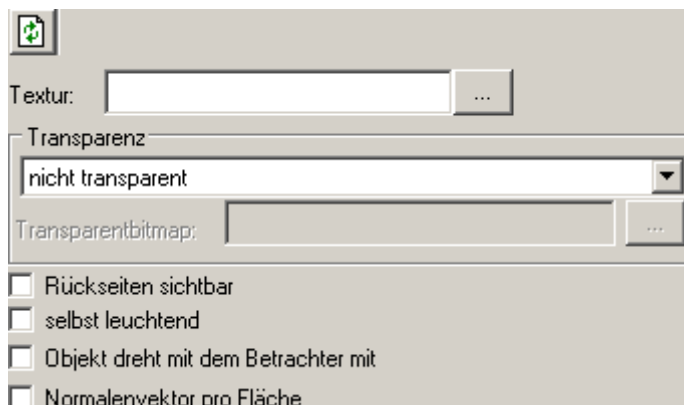 Textur:
...
Transparenz
nicht transparent
Transparentbitmap:
...
Rückseiten sichtbar
selbst leuchtend
Objekt dreht mit dem Betrachter mit
Normalenvektor pro Fläche